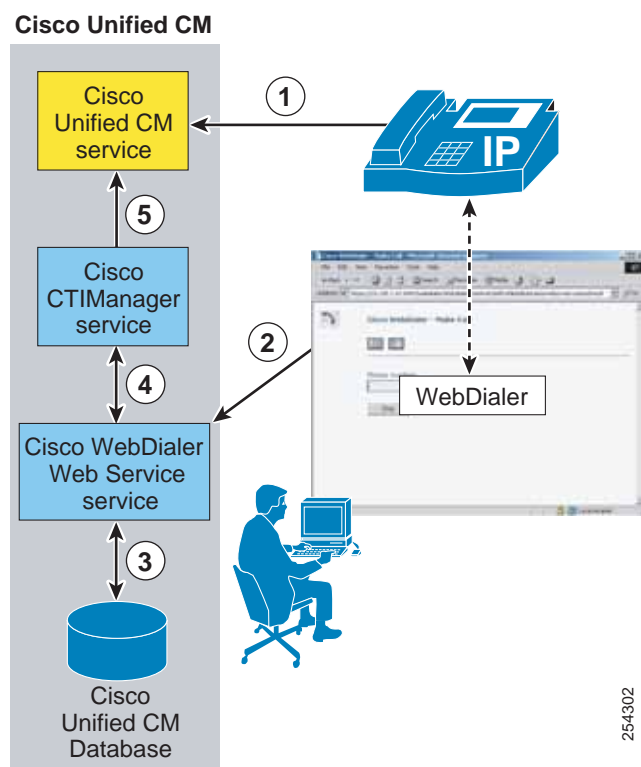 Cisco Unified CM
Cisco
Unified CM
service
1
IP
5
Cisco
CTIManager
service
2
4
WebDialer
Cisco WebDialer
Web Service
service
3
Cisco
Unified CM
Database
254302